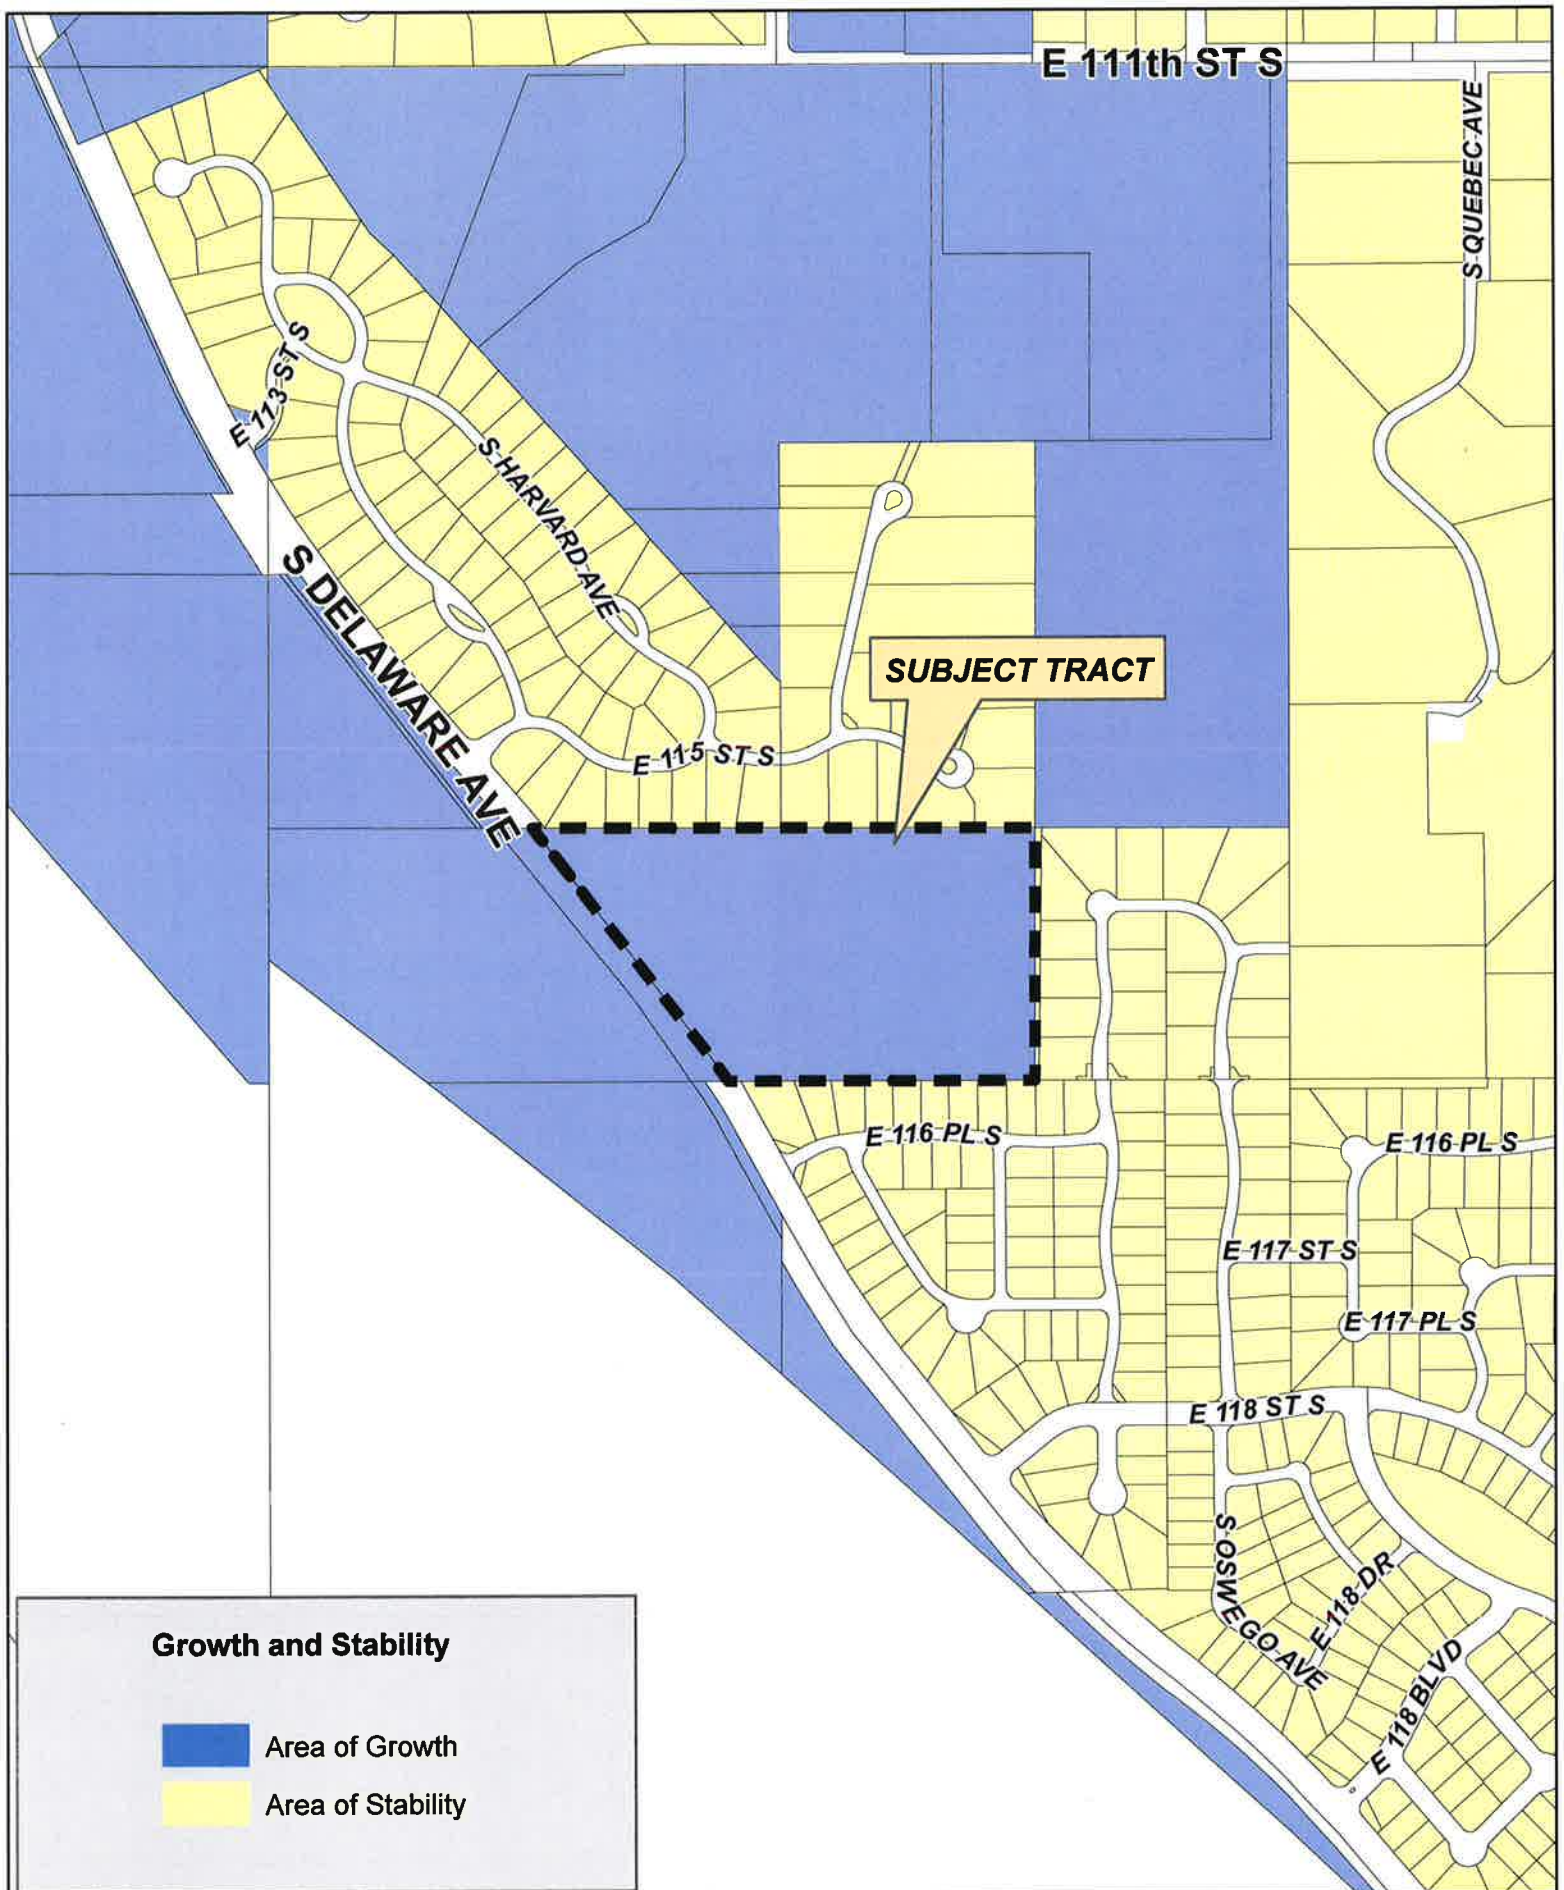 E 111th ST S
S QUEBEC AVE
E 113 ST S
S HARVARD AVE
S DELAWARE AVE
SUBJECT TRACT
E 115 ST S
E 116 PL S
E 116 PL S
E 117 ST S
E 117 PL S
E 118 ST S
S OSWEGO AVE
E 118 DR
E 118 BLVD
Growth and Stability
Area of Growth
Area of Stability